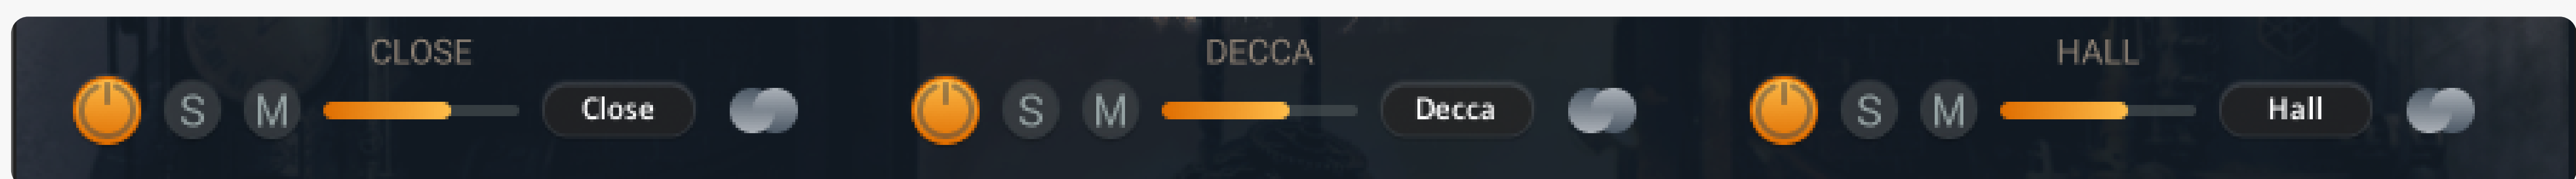 CLOSE DECCA HALL
S M Close S M Decca S M Hall